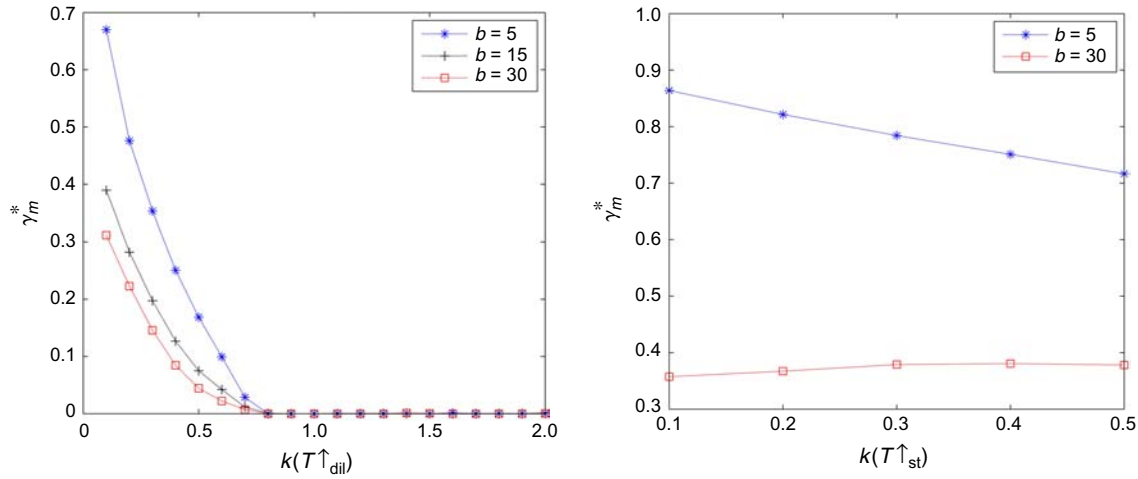 0.7
0.6
0.5
0.4
0.3
0.2
0.1
0
γ*m
0 0.5 1.0 1.5 2.0
k(T↑dil)
b = 5
b = 15
b = 30
1.0
0.9
0.8
0.7
0.6
0.5
0.4
0.3
γ*m
0.1 0.2 0.3 0.4 0.5
k(T↑st)
b = 5
b = 30